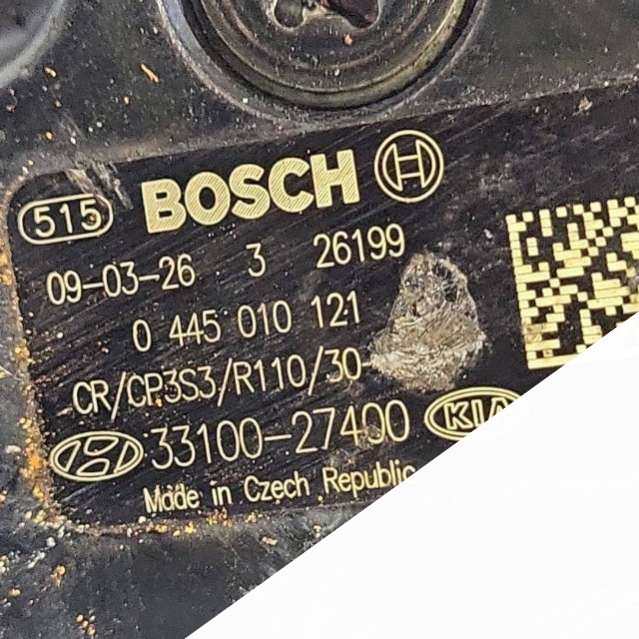 515 BOSCH
09-03-26 3 26199
0 445 010 121
CR/CP3S3/R110/30-
33100-27400 KIA
Made in Czech Republic